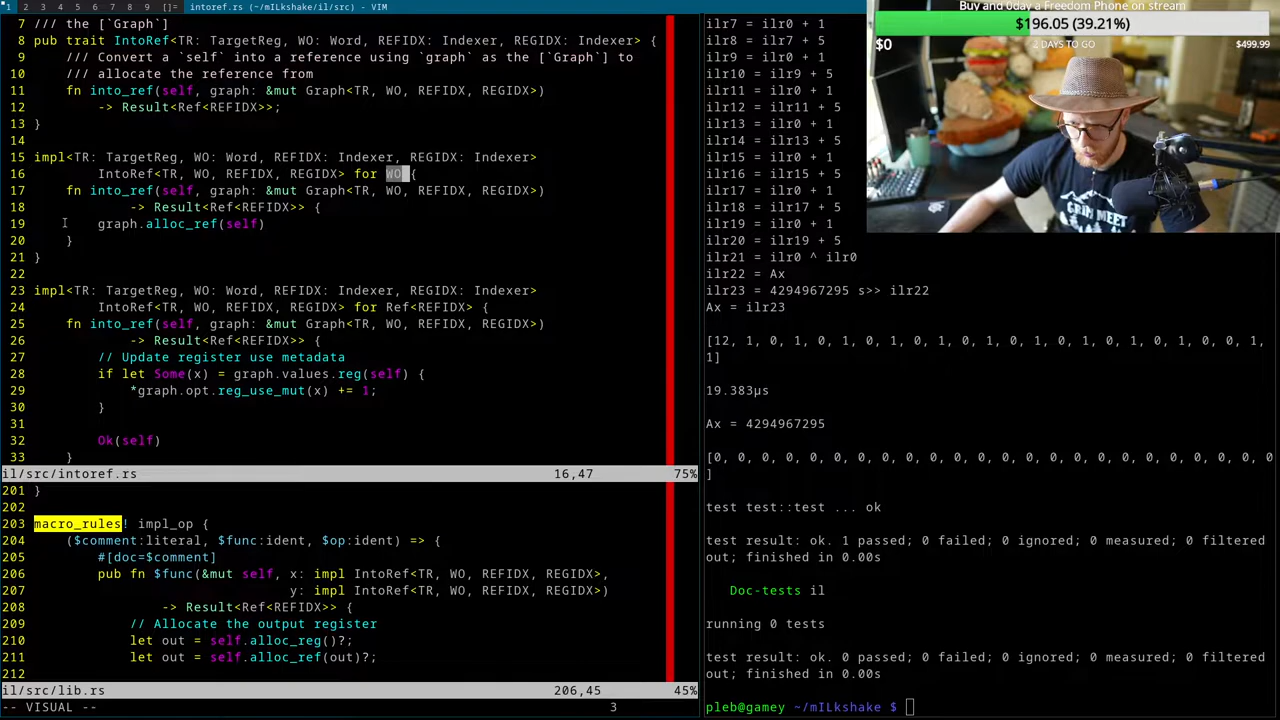 1 2 3 4 5 6 7 8 9 []= intoref.rs (~/mILkshake/il/src) - VIM
7 /// the [`Graph`]
8 pub trait IntoRef<TR: TargetReg, WO: Word, REFIDX: Indexer, REGIDX: Indexer> {
9     /// Convert a `self` into a reference using `graph` as the [`Graph`] to
10     /// allocate the reference from
11     fn into_ref(self, graph: &mut Graph<TR, WO, REFIDX, REGIDX>)
12         -> Result<Ref<REFIDX>>;
13 }
14
15 impl<TR: TargetReg, WO: Word, REFIDX: Indexer, REGIDX: Indexer>
16         IntoRef<TR, WO, REFIDX, REGIDX> for WO {
17     fn into_ref(self, graph: &mut Graph<TR, WO, REFIDX, REGIDX>)
18             -> Result<Ref<REFIDX>> {
19         graph.alloc_ref(self)
20     }
21 }
22
23 impl<TR: TargetReg, WO: Word, REFIDX: Indexer, REGIDX: Indexer>
24         IntoRef<TR, WO, REFIDX, REGIDX> for Ref<REFIDX> {
25     fn into_ref(self, graph: &mut Graph<TR, WO, REFIDX, REGIDX>)
26             -> Result<Ref<REFIDX>> {
27         // Update register use metadata
28         if let Some(x) = graph.values.reg(self) {
29             *graph.opt.reg_use_mut(x) += 1;
30         }
31
32         Ok(self)
33     }
il/src/intoref.rs 16,47 75%
201 }
202
203 macro_rules! impl_op {
204     ($comment:literal, $func:ident, $op:ident) => {
205         #[doc=$comment]
206         pub fn $func(&mut self, x: impl IntoRef<TR, WO, REFIDX, REGIDX>,
207                                 y: impl IntoRef<TR, WO, REFIDX, REGIDX>)
208                 -> Result<Ref<REFIDX>> {
209             // Allocate the output register
210             let out = self.alloc_reg()?;
211             let out = self.alloc_ref(out)?;
212
il/src/lib.rs 206,45 45%
-- VISUAL -- 3
ilr7 = ilr0 + 1
ilr8 = ilr7 + 5
ilr9 = ilr0 + 1
ilr10 = ilr9 + 5
ilr11 = ilr0 + 1
ilr12 = ilr11 + 5
ilr13 = ilr0 + 1
ilr14 = ilr13 + 5
ilr15 = ilr0 + 1
ilr16 = ilr15 + 5
ilr17 = ilr0 + 1
ilr18 = ilr17 + 5
ilr19 = ilr0 + 1
ilr20 = ilr19 + 5
ilr21 = ilr0 ^ ilr0
ilr22 = Ax
ilr23 = 4294967295 s>> ilr22
Ax = ilr23
[12, 1, 0, 1, 0, 1, 0, 1, 0, 1, 0, 1, 0, 1, 0, 1, 0, 1, 0, 1, 0, 0, 1,
1]
19.383µs
Ax = 4294967295
[0, 0, 0, 0, 0, 0, 0, 0, 0, 0, 0, 0, 0, 0, 0, 0, 0, 0, 0, 0, 0, 0, 0, 0
]
test test::test ... ok
test result: ok. 1 passed; 0 failed; 0 ignored; 0 measured; 0 filtered
out; finished in 0.00s
Doc-tests il
running 0 tests
test result: ok. 0 passed; 0 failed; 0 ignored; 0 measured; 0 filtered
out; finished in 0.00s
pleb@gamey ~/mILkshake $
Buy and 0day a Freedom Phone on stream
$196.05 (39.21%)
$0 2 DAYS TO GO $499.99
GRIM MEET